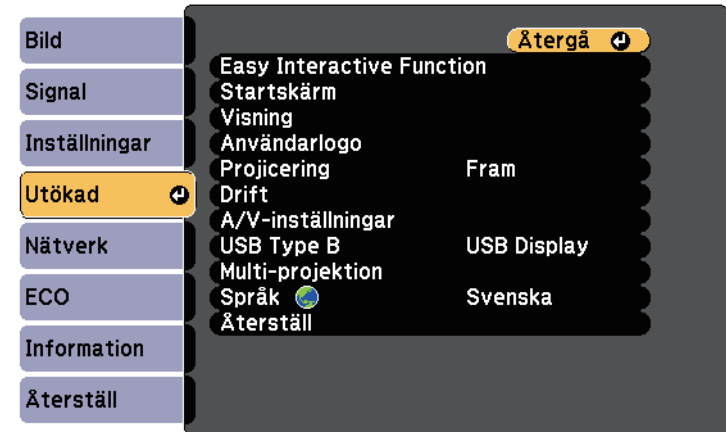 Bild
Signal
Inställningar
Utökad
Nätverk
ECO
Information
Återställ
Återgå
Easy Interactive Function
Startskärm
Visning
Användarlogo
Projicering Fram
Drift
A/V-inställningar
USB Type B USB Display
Multi-projektion
Språk Svenska
Återställ